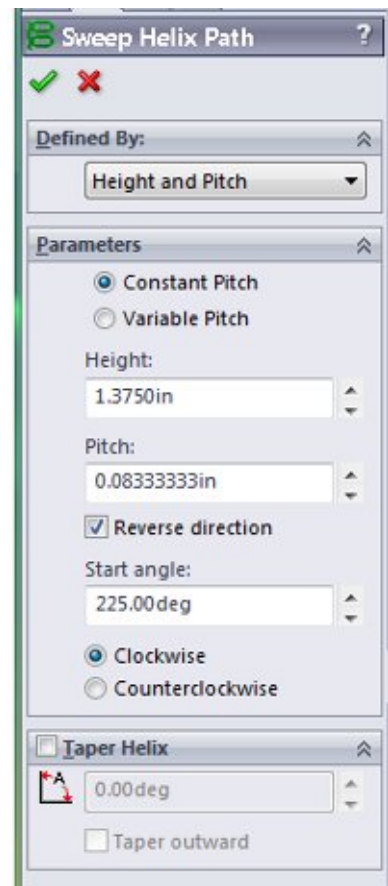 Sweep Helix Path ?
Defined By:
Height and Pitch
Parameters
Constant Pitch
Variable Pitch
Height:
1.3750in
Pitch:
0.08333333in
Reverse direction
Start angle:
225.00deg
Clockwise
Counterclockwise
Taper Helix
A
0.00deg
Taper outward